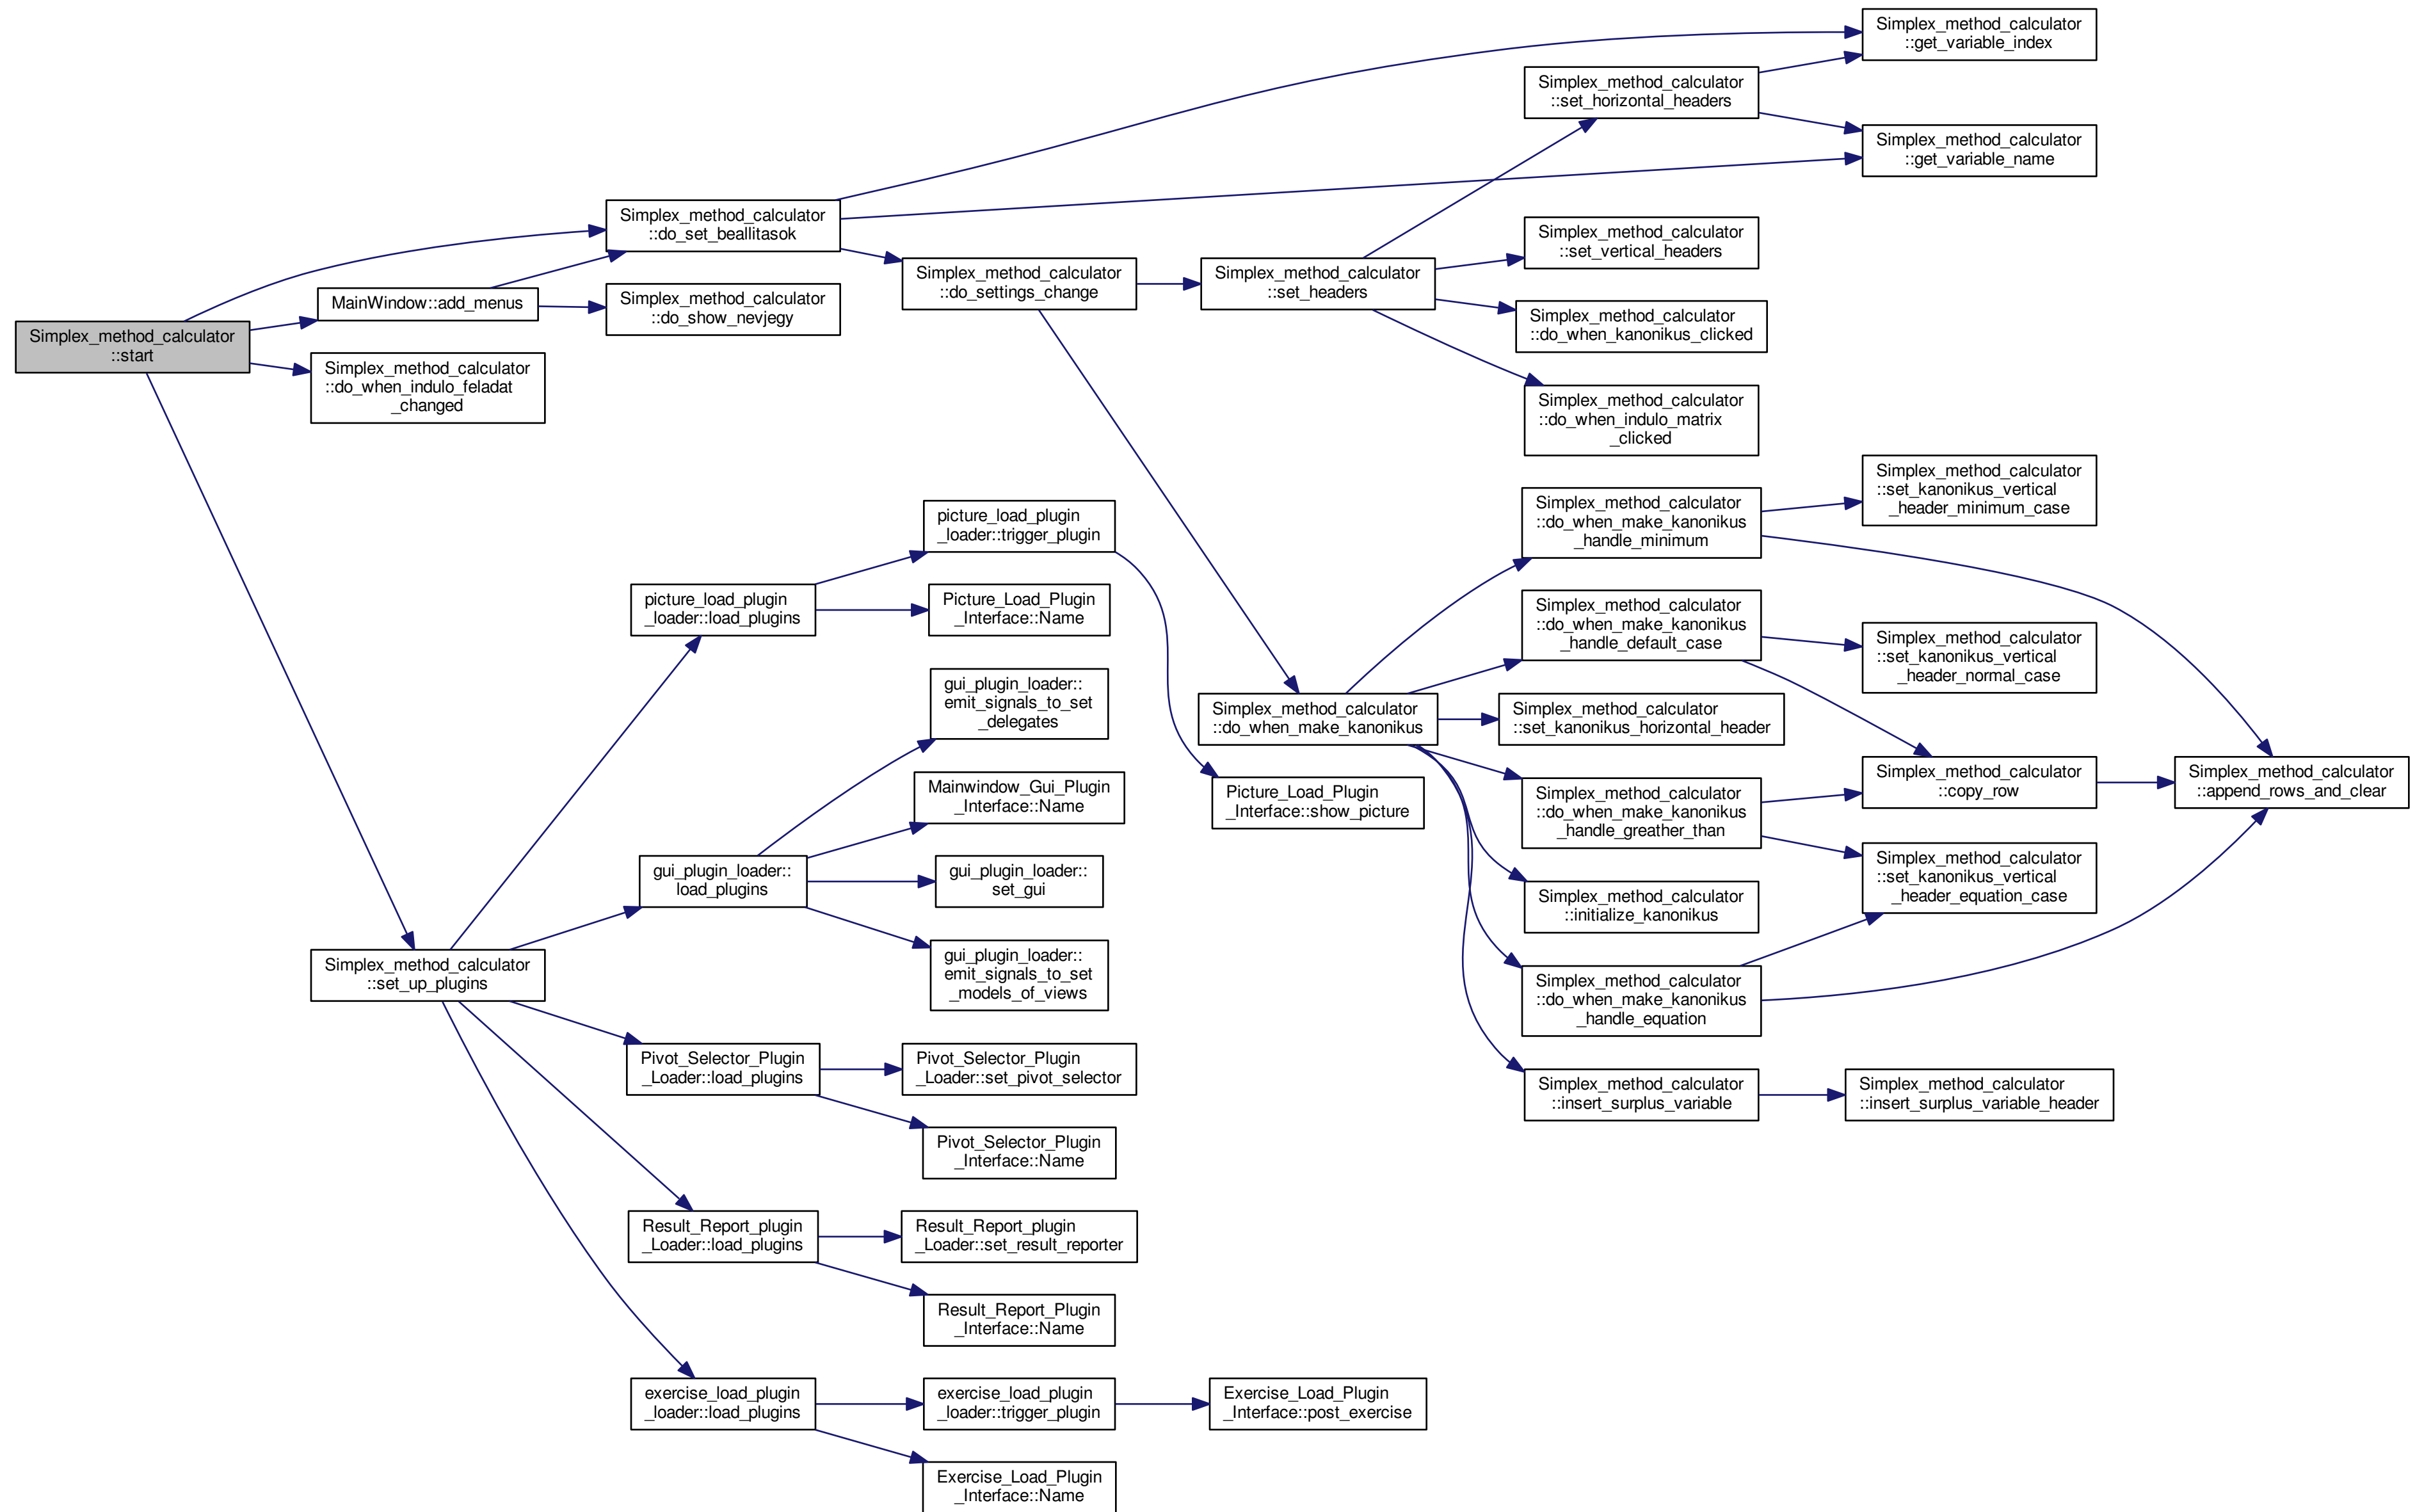 Simplex_method_calculator
::start
MainWindow::add_menus
Simplex_method_calculator
::do_when_indulo_feladat
_changed
Simplex_method_calculator
::set_up_plugins
Simplex_method_calculator
::do_set_beallitasok
Simplex_method_calculator
::do_show_nevjegy
picture_load_plugin
_loader::load_plugins
gui_plugin_loader::
load_plugins
Pivot_Selector_Plugin
_Loader::load_plugins
Result_Report_plugin
_Loader::load_plugins
exercise_load_plugin
_loader::load_plugins
Simplex_method_calculator
::do_settings_change
picture_load_plugin
_loader::trigger_plugin
Picture_Load_Plugin
_Interface::Name
gui_plugin_loader::
emit_signals_to_set
_delegates
Mainwindow_Gui_Plugin
_Interface::Name
gui_plugin_loader::
set_gui
gui_plugin_loader::
emit_signals_to_set
_models_of_views
Pivot_Selector_Plugin
_Loader::set_pivot_selector
Pivot_Selector_Plugin
_Interface::Name
Result_Report_plugin
_Loader::set_result_reporter
Result_Report_Plugin
_Interface::Name
exercise_load_plugin
_loader::trigger_plugin
Exercise_Load_Plugin
_Interface::Name
Simplex_method_calculator
::set_headers
Simplex_method_calculator
::do_when_make_kanonikus
Picture_Load_Plugin
_Interface::show_picture
Exercise_Load_Plugin
_Interface::post_exercise
Simplex_method_calculator
::set_horizontal_headers
Simplex_method_calculator
::set_vertical_headers
Simplex_method_calculator
::do_when_kanonikus_clicked
Simplex_method_calculator
::do_when_indulo_matrix
_clicked
Simplex_method_calculator
::do_when_make_kanonikus
_handle_minimum
Simplex_method_calculator
::do_when_make_kanonikus
_handle_default_case
Simplex_method_calculator
::set_kanonikus_horizontal_header
Simplex_method_calculator
::do_when_make_kanonikus
_handle_greather_than
Simplex_method_calculator
::initialize_kanonikus
Simplex_method_calculator
::do_when_make_kanonikus
_handle_equation
Simplex_method_calculator
::insert_surplus_variable
Simplex_method_calculator
::get_variable_index
Simplex_method_calculator
::get_variable_name
Simplex_method_calculator
::set_kanonikus_vertical
_header_minimum_case
Simplex_method_calculator
::set_kanonikus_vertical
_header_normal_case
Simplex_method_calculator
::copy_row
Simplex_method_calculator
::set_kanonikus_vertical
_header_equation_case
Simplex_method_calculator
::insert_surplus_variable_header
Simplex_method_calculator
::append_rows_and_clear